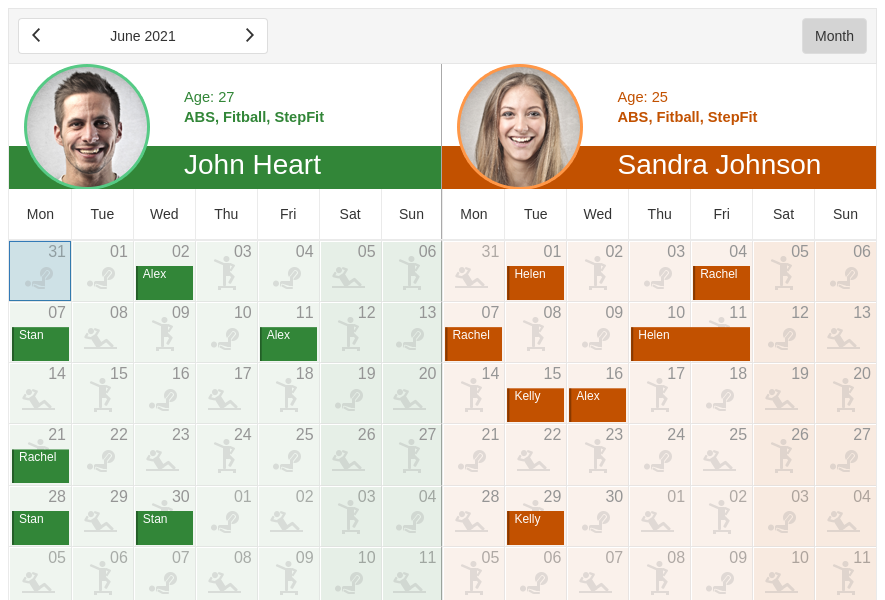 June 2021
Month
Age: 27
ABS, Fitball, StepFit
John Heart
Age: 25
ABS, Fitball, StepFit
Sandra Johnson
Mon Tue Wed Thu Fri Sat Sun Mon Tue Wed Thu Fri Sat Sun
31 01 02 03 04 05 06 31 01 02 03 04 05 06
Alex Helen Rachel
07 08 09 10 11 12 13 07 08 09 10 11 12 13
Stan Alex Rachel Helen
14 15 16 17 18 19 20 14 15 16 17 18 19 20
Kelly Alex
21 22 23 24 25 26 27 21 22 23 24 25 26 27
Rachel
28 29 30 01 02 03 04 28 29 30 01 02 03 04
Stan Stan Kelly
05 06 07 08 09 10 11 05 06 07 08 09 10 11